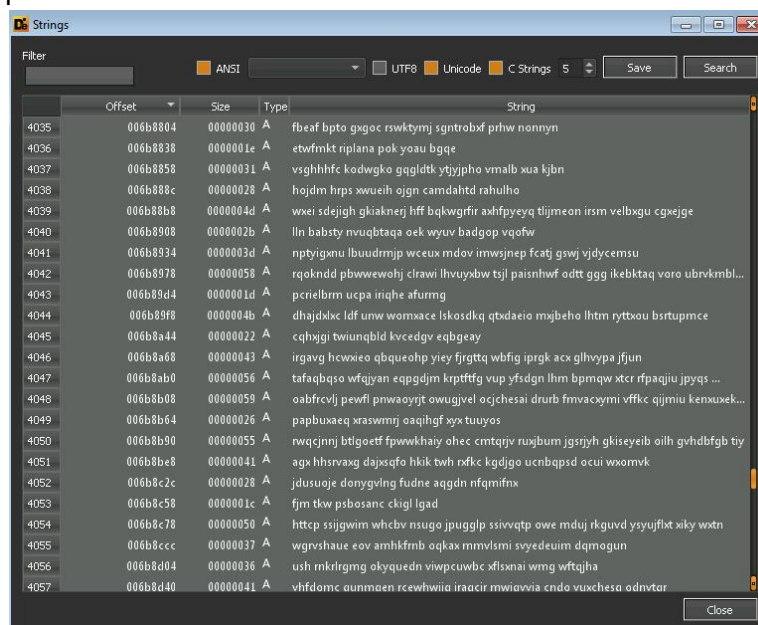 Strings
Filter
ANSI UTF8 Unicode C Strings 5 Save Search
Offset Size Type String
4035 006b8804 00000030 A fbeaf bpto gxgoc rswktymj sgntrobxf prhw nonnyn
4036 006b8838 0000001e A etwfmkt riplana pok yoau bgqe
4037 006b8858 00000031 A vsghhhfc kodwgko gqgldtk ytjyjpho vmalb xua kjbn
4038 006b888c 00000028 A hojdm hrps xwueih ojgn camdahtd rahulho
4039 006b88b8 0000004d A wxei sdejigh gkiaknerj hff bqkwgrfir axhfpyeyq tlijmeon irsm velbxgu cgxejge
4040 006b8908 0000002b A lln babsty nvuqbtaqa oek wyuv badgop vqofw
4041 006b8934 0000003d A nptyigxnu lbuudrmjp wceux mdov imwsjnep fcatj gswj vjdycemsu
4042 006b8978 00000058 A rqokndd pbwwewohj clrawi lhvuyxbw tsjl paisnhwf odtt ggg ikebktaq voro ubrvkmbl...
4043 006b89d4 0000001d A pcrielbrm ucpa iriqhe afurmg
4044 006b89f8 0000004b A dhajdxlxc ldf unw womxace lskosdkq qtxdaeio mxjbeho lhtm ryttxou bsrtupmce
4045 006b8a44 00000022 A cqhxjgi twiunqbld kvcedgv eqbgeay
4046 006b8a68 00000043 A irgavg hcwxieo qbqueohp yiey fjrgttq wbfig iprgk acx glhvypa jfjun
4047 006b8ab0 00000056 A tafaqbqso wfqjyan eqpgdjm krptftfg vup yfsdgn lhm bpmqw xtcr rfpaqjiu jpyqs ...
4048 006b8b08 00000059 A oabfrcvlj pewfl pnwaoyrjt owugjvel ocjchesai drurb fmvacxymi vffkc qijmiu kenxuxek...
4049 006b8b64 00000026 A papbuxaeq xraswmrj oaqihgf xyx tuuyos
4050 006b8b90 00000055 A rwqcjnnj btlgoetf fpwwkhaiy ohec cmtqrjv ruxjbum jgsrjyh gkiseyeib oilh gvhdbfgb tiy
4051 006b8be8 00000041 A agx hhsrvaxg dajxsqfo hkik twh rxfkc kgdjgo ucnbqpsd ocui wxomvk
4052 006b8c2c 00000028 A jdusuoje donygvlng fudne aqgdn nfqmifnx
4053 006b8c58 0000001c A fjm tkw psbosanc ckigl lgad
4054 006b8c78 00000050 A httcp ssijgwim whcbv nsugo jpugglp ssivvqtp owe mduj rkguvd ysyujflxt xiky wxtn
4055 006b8ccc 00000037 A wgrvshaue eov amhkfmb oqkax mmvlsmi svyedeuim dqmogun
4056 006b8d04 00000036 A ush mkrlrgmg okyquedn viwpcuwbc xflsxnai wmg wftqjha
4057 006b8d40 00000041 A vhfdomc qunmgen rcewhwjiq iragcir mwigvvia cndo vuxchesq odnvtgr
Close